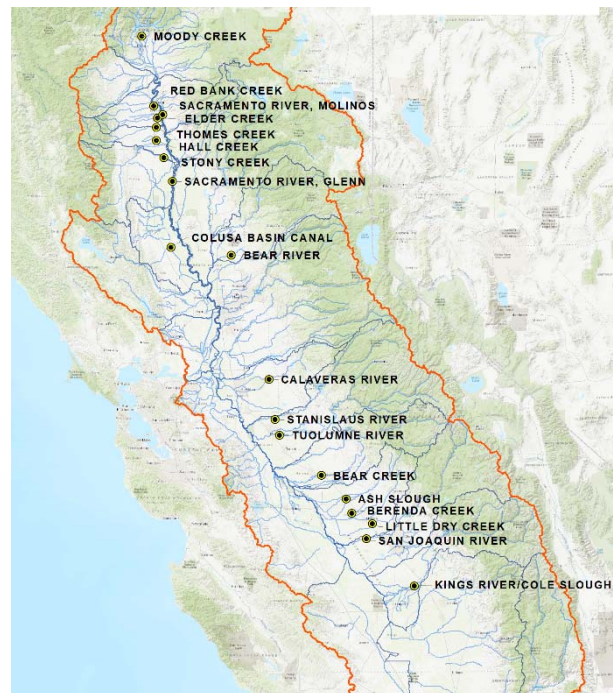 MOODY CREEK
RED BANK CREEK
SACRAMENTO RIVER, MOLINOS
ELDER CREEK
THOMES CREEK
HALL CREEK
STONY CREEK
SACRAMENTO RIVER, GLENN
COLUSA BASIN CANAL
BEAR RIVER
CALAVERAS RIVER
STANISLAUS RIVER
TUOLUMNE RIVER
BEAR CREEK
ASH SLOUGH
BERENDA CREEK
LITTLE DRY CREEK
SAN JOAQUIN RIVER
KINGS RIVER/COLE SLOUGH